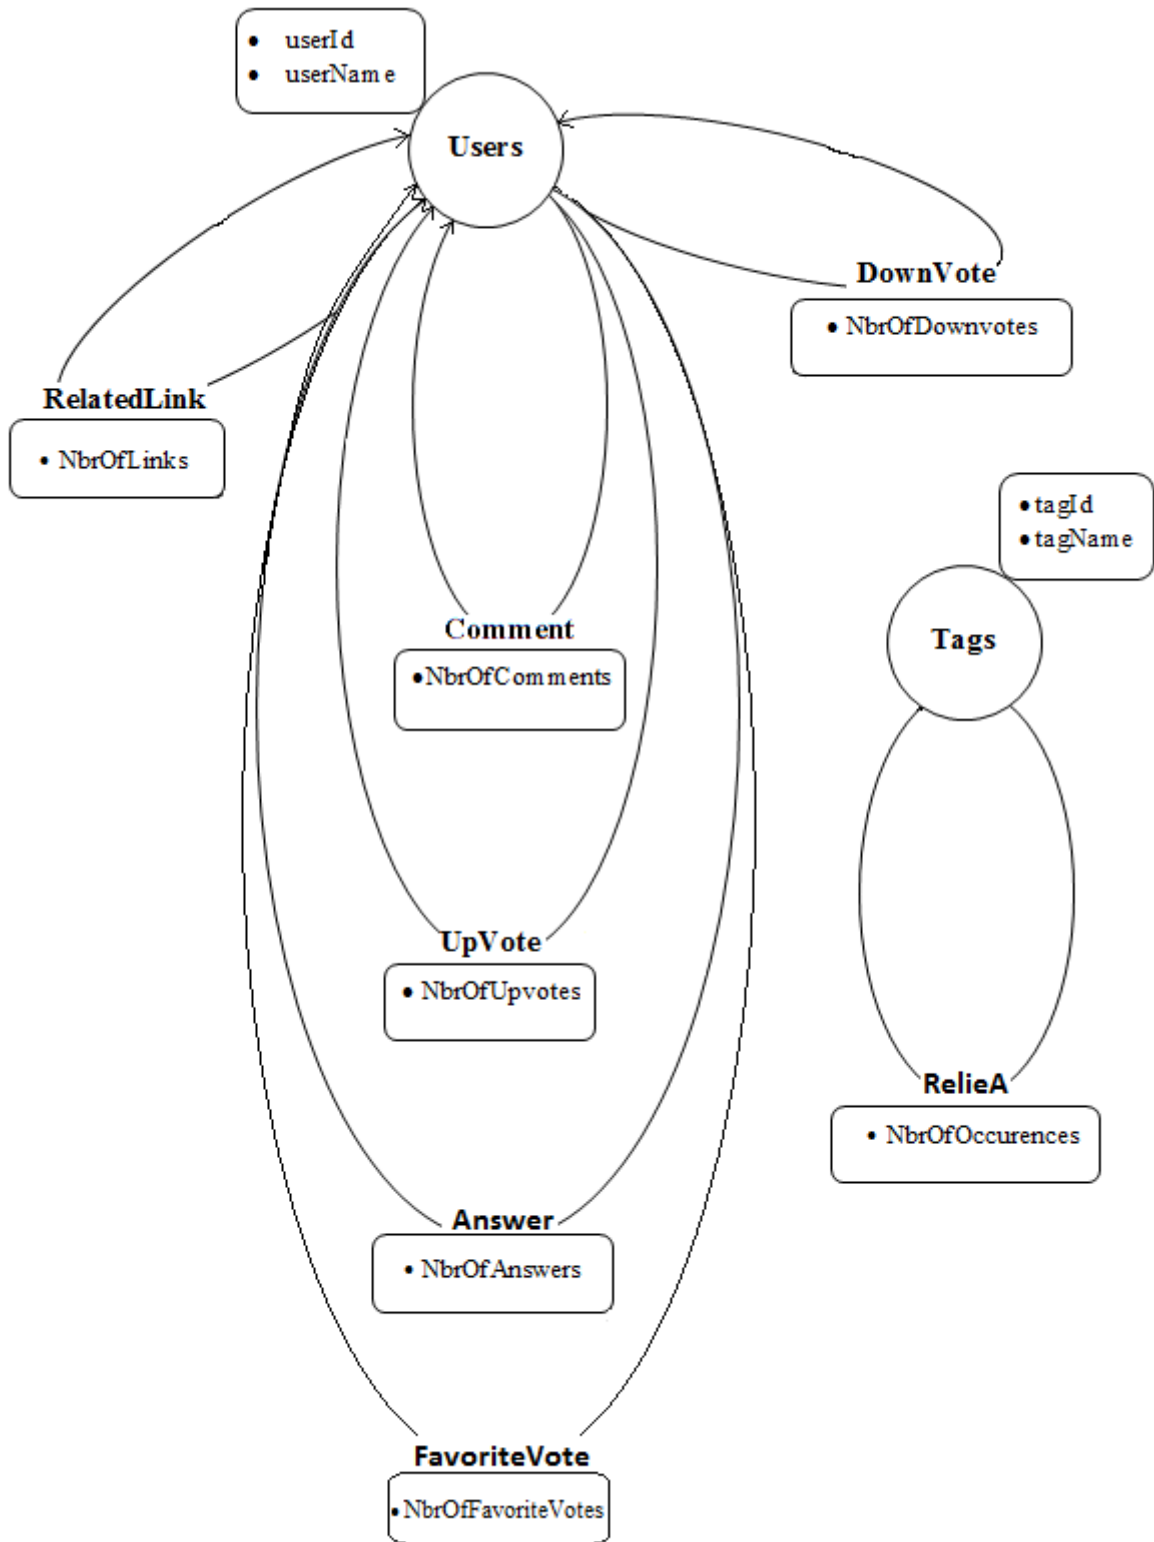 • userId
• userName
Users
DownVote
• NbrOfDownvotes
RelatedLink
• NbrOfLinks
• tagId
• tagName
Tags
Comment
• NbrOfComments
UpVote
• NbrOfUpvotes
RelieA
• NbrOfOccurences
Answer
• NbrOfAnswers
FavoriteVote
• NbrOfFavoriteVotes